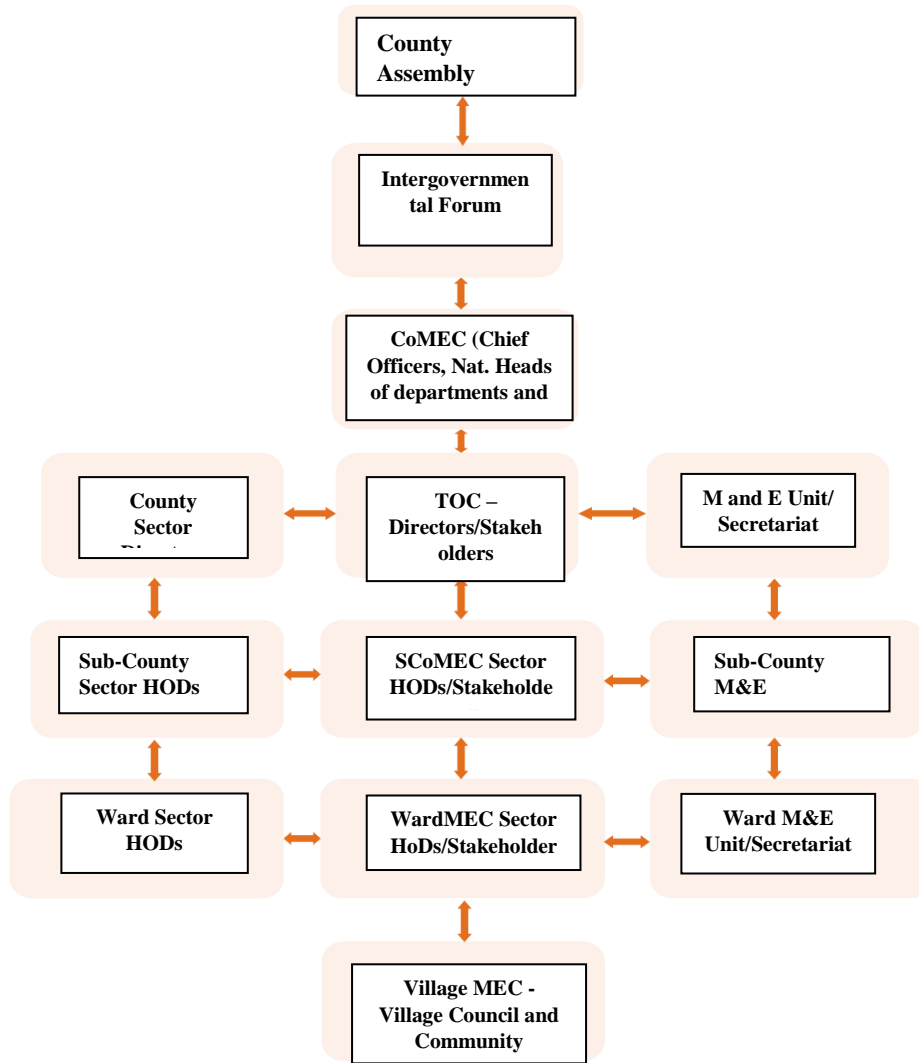 County
Assembly
Intergovernmen
tal Forum
CoMEC (Chief
Officers, Nat. Heads
of departments and
County
Sector
TOC –
Directors/Stakeh
olders
M and E Unit/
Secretariat
Sub-County
Sector HODs
SCoMEC Sector
HODs/Stakeholde
Sub-County
M&E
Ward Sector
HODs
WardMEC Sector
HoDs/Stakeholder
Ward M&E
Unit/Secretariat
Village MEC -
Village Council and
Community